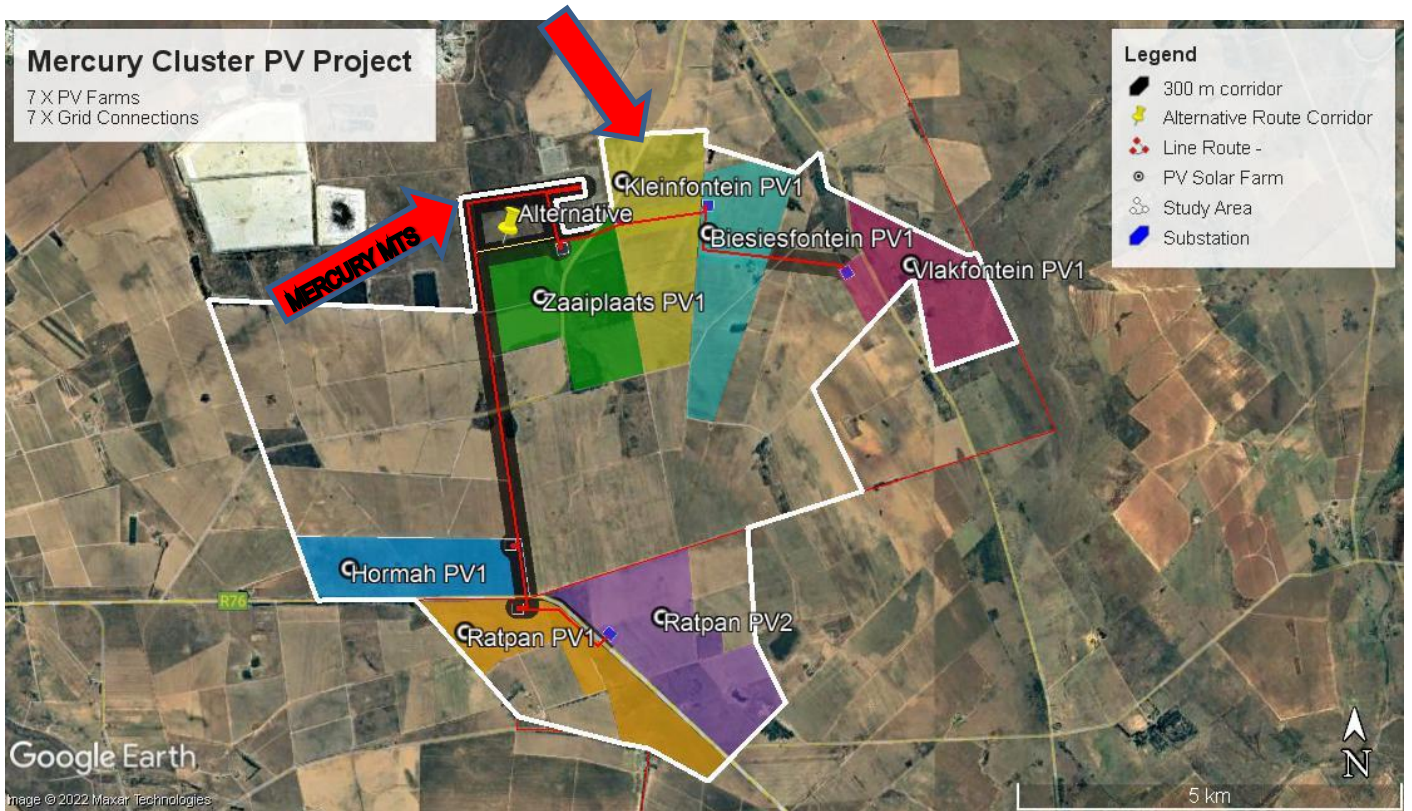 Mercury Cluster PV Project
7 X PV Farms
7 X Grid Connections
Legend
300 m corridor
Alternative Route Corridor
Line Route -
PV Solar Farm
Study Area
Substation
MERCURY MTS
Kleinfontein PV1
Alternative
Biesiesfontein PV1
Vlakfontein PV1
Zaaiplaats PV1
Hormah PV1
R76
Ratpan PV1
Ratpan PV2
Google Earth
mage © 2022 Maxar Technologies
N
5 km